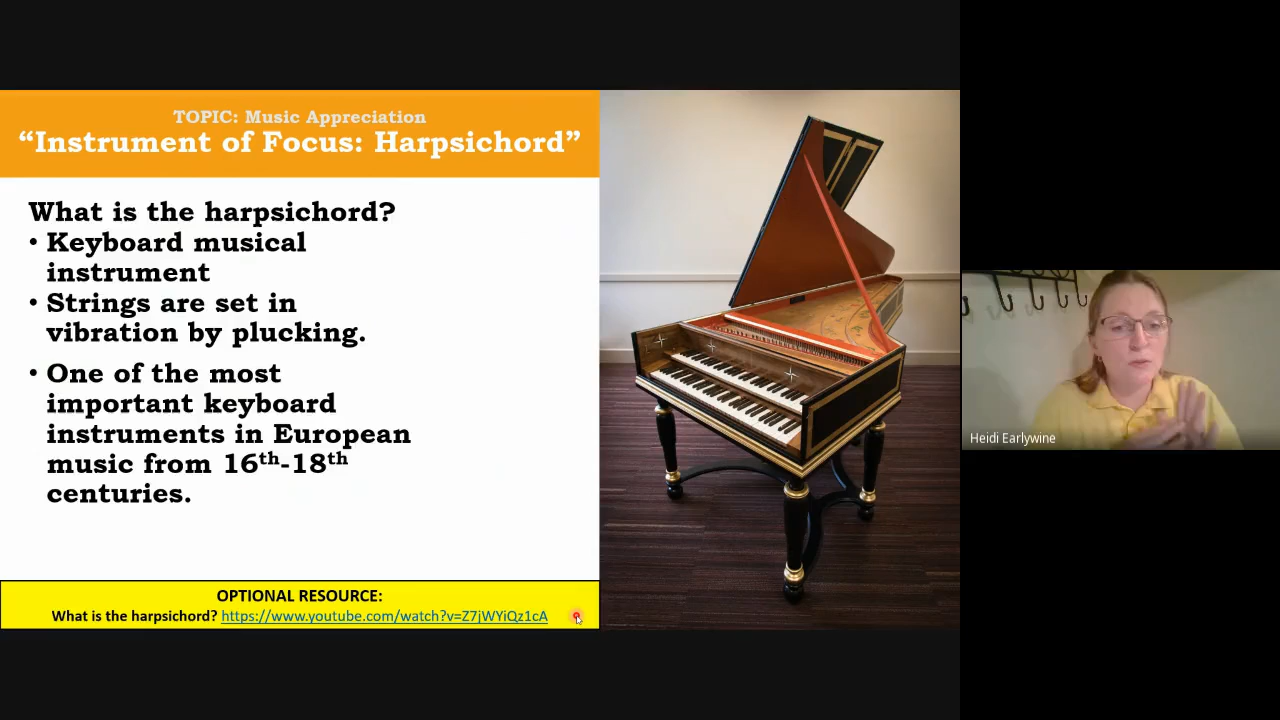 TOPIC: Music Appreciation
“Instrument of Focus: Harpsichord”
What is the harpsichord?
• Keyboard musical
instrument
• Strings are set in
vibration by plucking.
• One of the most
important keyboard
instruments in European
music from 16th-18th
centuries.
OPTIONAL RESOURCE:
What is the harpsichord? https://www.youtube.com/watch?v=Z7jWYiQz1cA
Heidi Earlywine